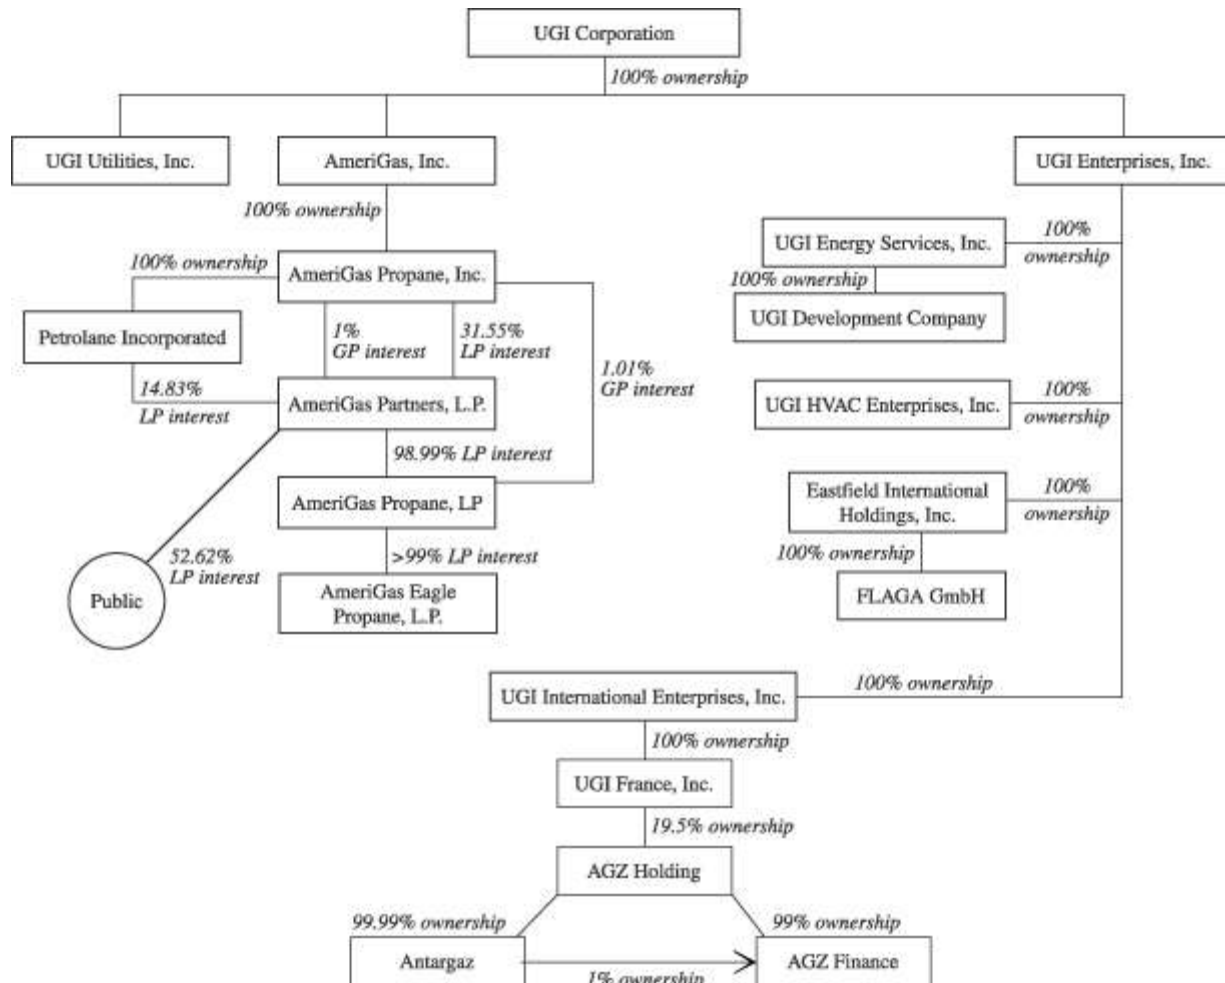 UGI Corporation
100% ownership
UGI Utilities, Inc.
AmeriGas, Inc.
UGI Enterprises, Inc.
100% ownership
UGI Energy Services, Inc.
100%
ownership
100% ownership
AmeriGas Propane, Inc.
100% ownership
UGI Development Company
Petrolane Incorporated
1%
GP interest
31.55%
LP interest
1.01%
GP interest
14.83%
LP interest
AmeriGas Partners, L.P.
UGI HVAC Enterprises, Inc.
100%
ownership
98.99% LP interest
AmeriGas Propane, LP
Eastfield International
Holdings, Inc.
100%
ownership
52.62%
LP interest
>99% LP interest
100% ownership
Public
AmeriGas Eagle
Propane, L.P.
FLAGA GmbH
UGI International Enterprises, Inc.
100% ownership
100% ownership
UGI France, Inc.
19.5% ownership
AGZ Holding
99.99% ownership
99% ownership
Antargaz
AGZ Finance
1% ownership